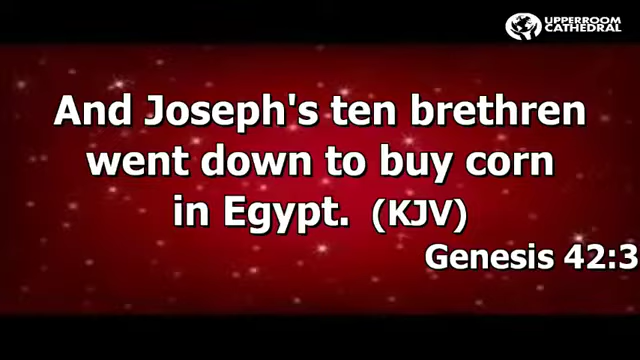 UPPERROOM
CATHEDRAL
And Joseph's ten brethren
went down to buy corn
in Egypt. (KJV)
Genesis 42:3